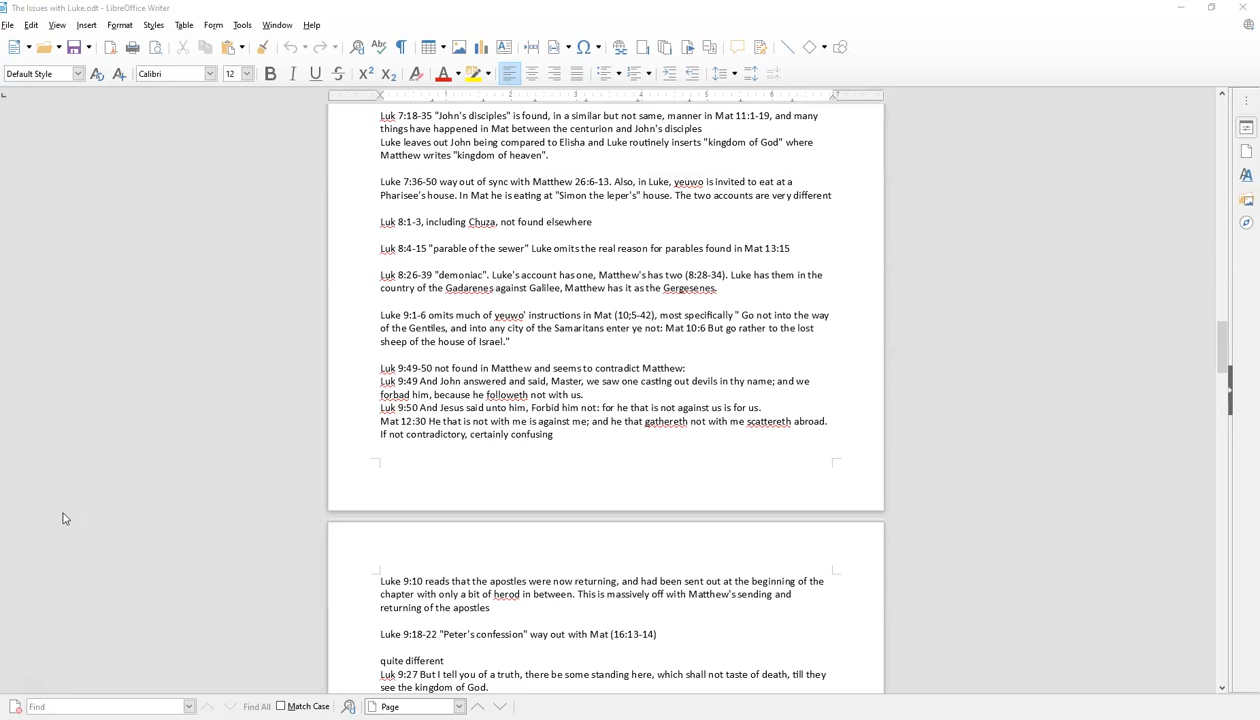 The Issues with Luke.odt - LibreOffice Writer
File Edit View Insert Format Styles Table Form Tools Window Help
Default Style Calibri 12
1 2 3 4 5 6 7
Luk 7:18-35 "John's disciples" is found, in a similar but not same, manner in Mat 11:1-19, and many
things have happened in Mat between the centurion and John's disciples
Luke leaves out John being compared to Elisha and Luke routinely inserts "kingdom of God" where
Matthew writes "kingdom of heaven".
Luke 7:36-50 way out of sync with Matthew 26:6-13. Also, in Luke, yeuwo is invited to eat at a
Pharisee's house. In Mat he is eating at "Simon the leper's" house. The two accounts are very different
Luk 8:1-3, including Chuza, not found elsewhere
Luk 8:4-15 "parable of the sewer" Luke omits the real reason for parables found in Mat 13:15
Luk 8:26-39 "demoniac". Luke's account has one, Matthew's has two (8:28-34). Luke has them in the
country of the Gadarenes against Galilee, Matthew has it as the Gergesenes.
Luke 9:1-6 omits much of yeuwo' instructions in Mat (10;5-42), most specifically " Go not into the way
of the Gentiles, and into any city of the Samaritans enter ye not: Mat 10:6 But go rather to the lost
sheep of the house of Israel."
Luke 9:49-50 not found in Matthew and seems to contradict Matthew:
Luk 9:49 And John answered and said, Master, we saw one casting out devils in thy name; and we
forbad him, because he followeth not with us.
Luk 9:50 And Jesus said unto him, Forbid him not: for he that is not against us is for us.
Mat 12:30 He that is not with me is against me; and he that gathereth not with me scattereth abroad.
If not contradictory, certainly confusing
Luke 9:10 reads that the apostles were now returning, and had been sent out at the beginning of the
chapter with only a bit of herod in between. This is massively off with Matthew's sending and
returning of the apostles
Luke 9:18-22 "Peter's confession" way out with Mat (16:13-14)
quite different
Luk 9:27 But I tell you of a truth, there be some standing here, which shall not taste of death, till they
see the kingdom of God.
Find Find All Match Case Page